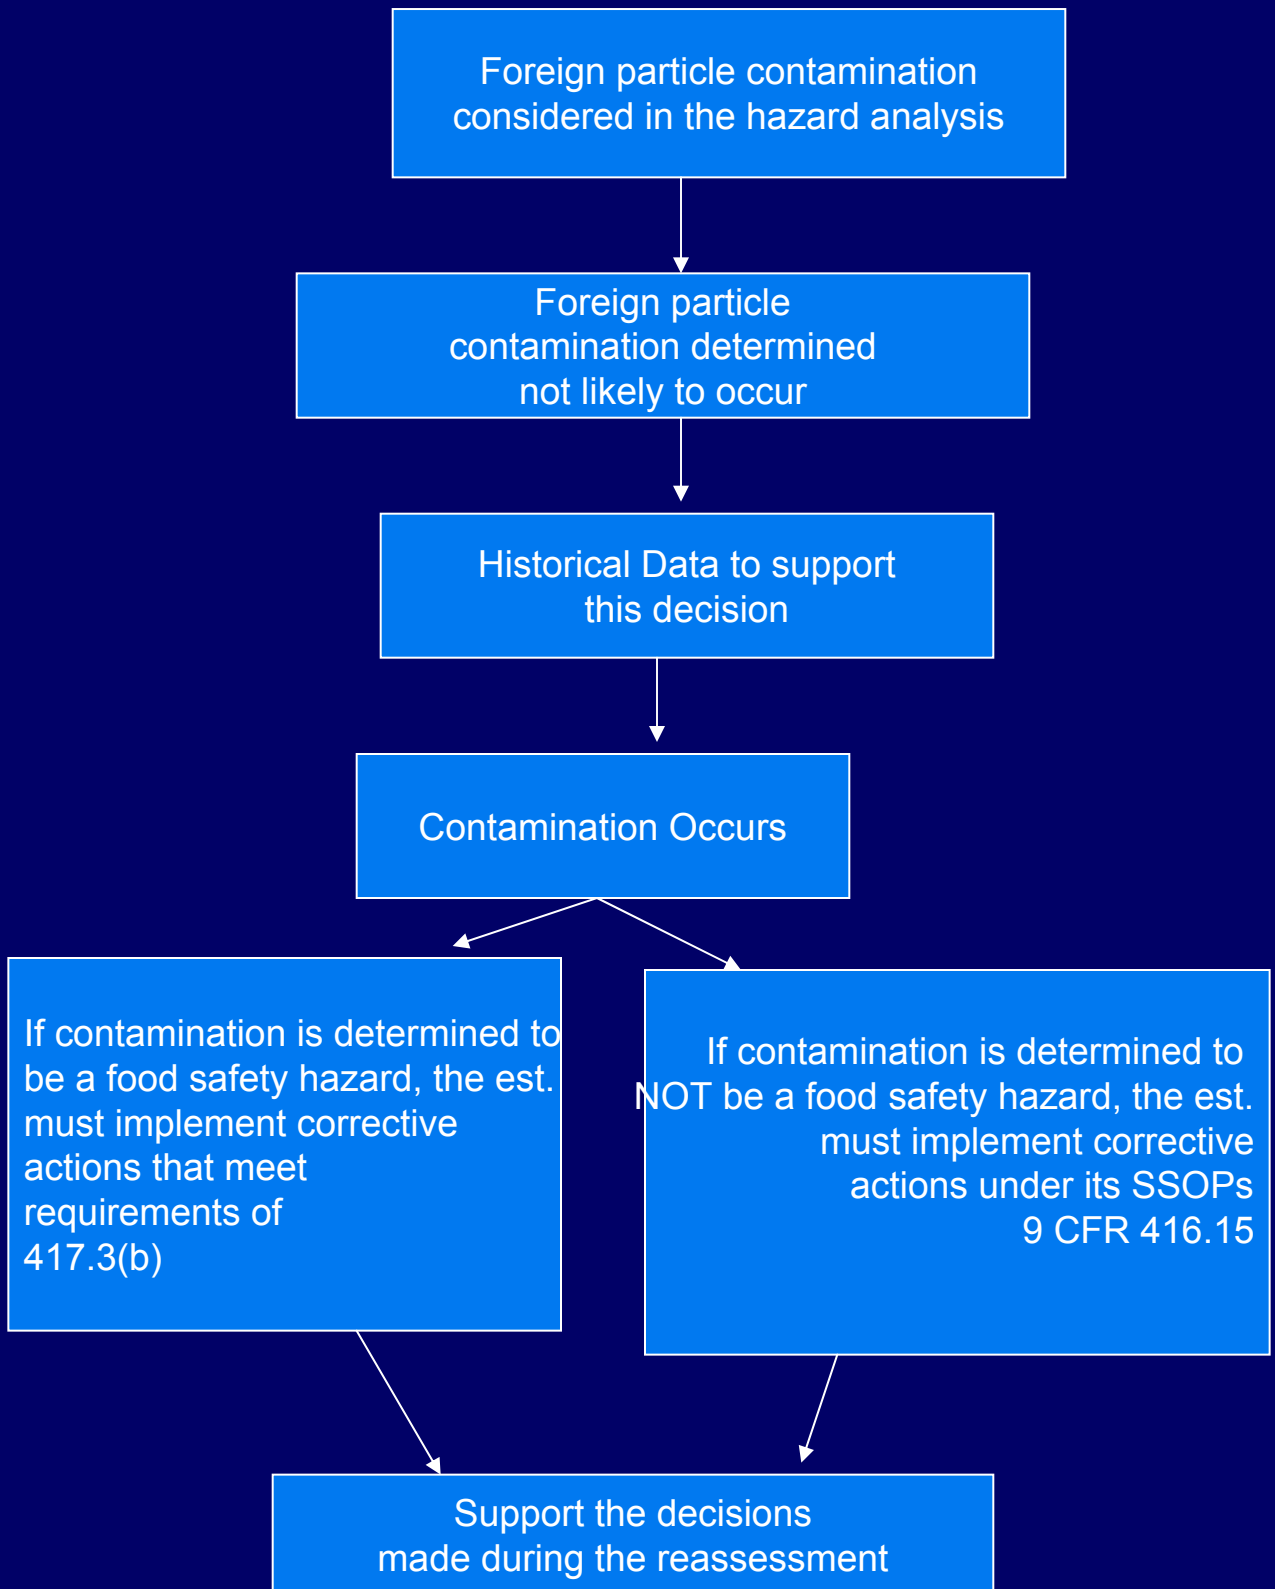 Foreign particle contamination
considered in the hazard analysis
Foreign particle
contamination determined
not likely to occur
Historical Data to support
this decision
Contamination Occurs
If contamination is determined to
be a food safety hazard, the est.
must implement corrective
actions that meet
requirements of
417.3(b)
If contamination is determined to
NOT be a food safety hazard, the est.
must implement corrective
actions under its SSOPs
9 CFR 416.15
Support the decisions
made during the reassessment